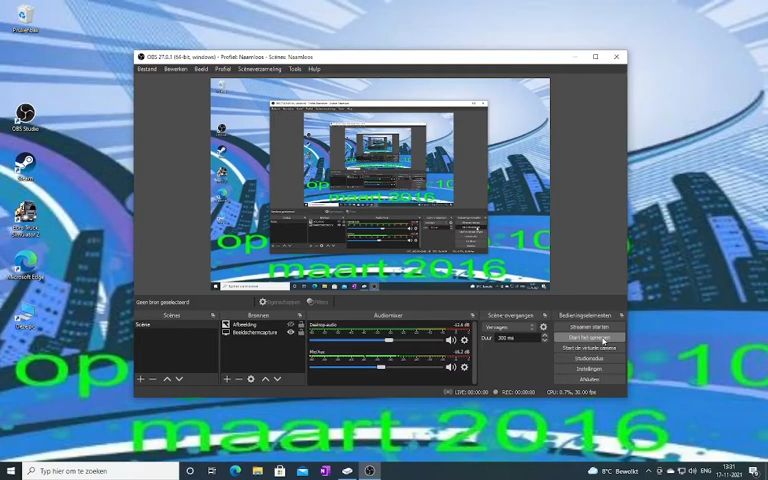 Prullenbak
OBS Studio
Steam
Euro Truck
Simulator 2
Microsoft Edge
Deze pc
OBS 27.0.1 (64-bit, windows) - Profiel: Naamloos - Scènes: Naamloos
Bestand Bewerken Beeld Profiel Scèneverzameling Tools Hulp
maart 2016
Geen bron geselecteerd
Eigenschappen Filters
Scènes Bronnen Audiomixer Scène-overgangen Bedieningselementen
Scène
Afbeelding
Beeldschermcapture
Desktop-audio
Mic/Aux
Vervagen
Duur 300 ms
Streamen starten
Start het opnemen
Start de virtuele camera
Studiomodus
Instellingen
Afsluiten
LIVE: 00:00:00 REC: 00:00:00 CPU: 0.7%, 30.00 fps
op 10
maart 2016
Typ hier om te zoeken
8°C Bewolkt
ENG
13:31
17-11-2021